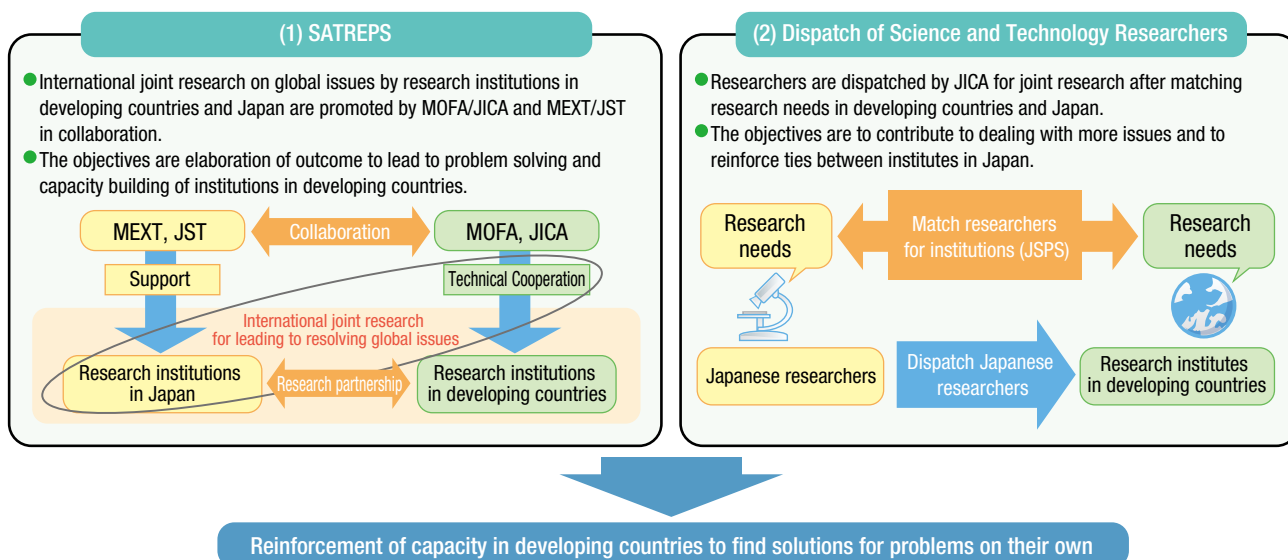 (1) SATREPS
● International joint research on global issues by research institutions in
developing countries and Japan are promoted by MOFA/JICA and MEXT/JST
in collaboration.
● The objectives are elaboration of outcome to lead to problem solving and
capacity building of institutions in developing countries.
MEXT, JST
Collaboration
MOFA, JICA
Support
Technical Cooperation
International joint research
for leading to resolving global issues
Research institutions
in Japan
Research partnership
Research institutions
in developing countries
(2) Dispatch of Science and Technology Researchers
● Researchers are dispatched by JICA for joint research after matching
research needs in developing countries and Japan.
● The objectives are to contribute to dealing with more issues and to
reinforce ties between institutes in Japan.
Research
needs
Match researchers
for institutions (JSPS)
Research
needs
Japanese researchers
Dispatch Japanese
researchers
Research institutes
in developing countries
Reinforcement of capacity in developing countries to find solutions for problems on their own